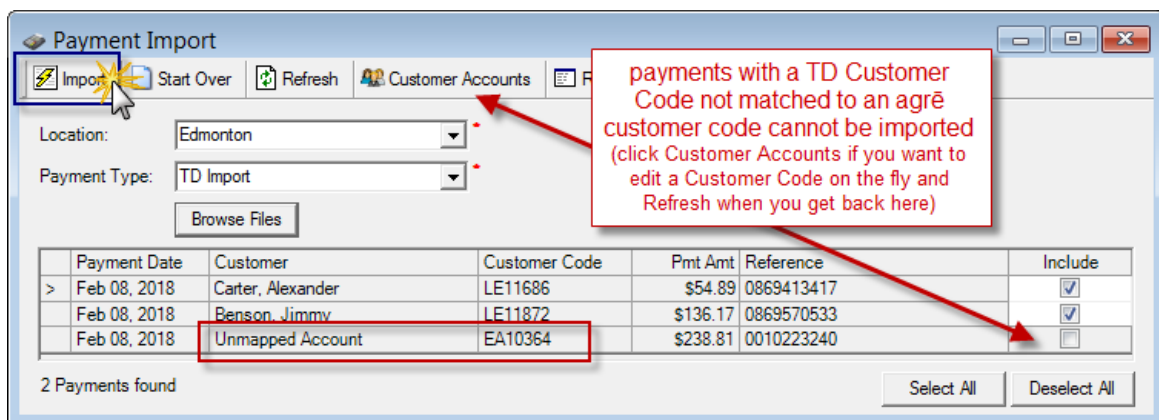 Payment Import
Import Start Over Refresh Customer Accounts R
payments with a TD Customer
Code not matched to an agrē
customer code cannot be imported
(click Customer Accounts if you want to
edit a Customer Code on the fly and
Refresh when you get back here)
Location: Edmonton *
Payment Type: TD Import *
Browse Files
Payment Date Customer Customer Code Pmt Amt Reference Include
> Feb 08, 2018 Carter, Alexander LE11686 $54.89 0869413417
Feb 08, 2018 Benson, Jimmy LE11872 $136.17 0869570533
Feb 08, 2018 Unmapped Account EA10364 $238.81 0010223240
2 Payments found Select All Deselect All